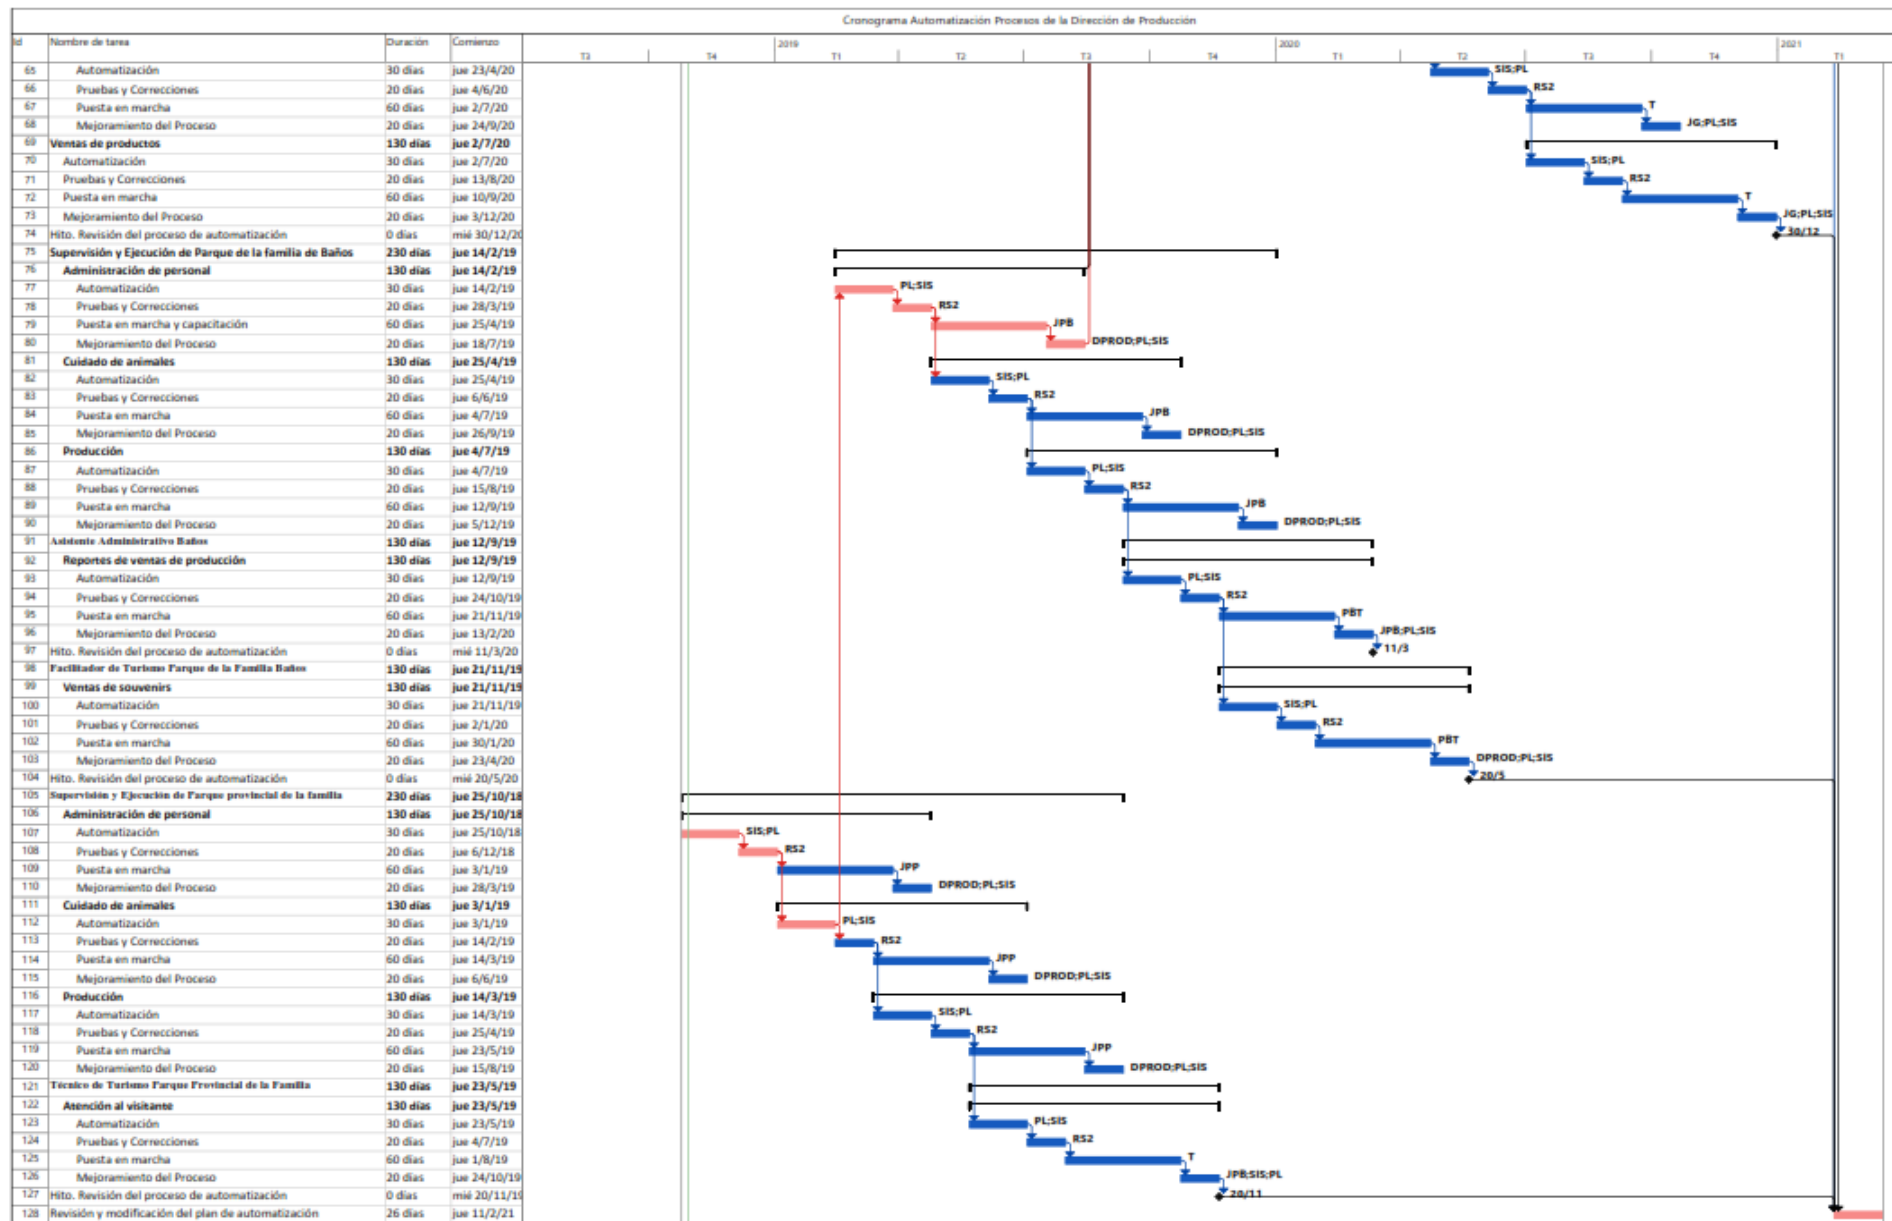 Cronograma Automatización Procesos de la Dirección de Producción
Id Nombre de tarea Duración Comienzo 2019 2020 2021
T3 T4 T1 T2 T3 T4 T1 T2 T3 T4 T1
65 Automatización 30 días jue 23/4/20 SIS;PL
66 Pruebas y Correcciones 20 días jue 4/6/20 RS2
67 Puesta en marcha 60 días jue 2/7/20 T
68 Mejoramiento del Proceso 20 días jue 24/9/20 JG;PL;SIS
69 Ventas de productos 130 días jue 2/7/20
70 Automatización 30 días jue 2/7/20 SIS;PL
71 Pruebas y Correcciones 20 días jue 13/8/20 RS2
72 Puesta en marcha 60 días jue 10/9/20 T
73 Mejoramiento del Proceso 20 días jue 3/12/20 JG;PL;SIS
74 Hito. Revisión del proceso de automatización 0 días mié 30/12/20 30/12
75 Supervisión y Ejecución de Parque de la familia de Baños 230 días jue 14/2/19
76 Administración de personal 130 días jue 14/2/19
77 Automatización 30 días jue 14/2/19 PL;SIS
78 Pruebas y Correcciones 20 días jue 28/3/19 RS2
79 Puesta en marcha y capacitación 60 días jue 25/4/19 JPB
80 Mejoramiento del Proceso 20 días jue 18/7/19 DPROD;PL;SIS
81 Cuidado de animales 130 días jue 25/4/19
82 Automatización 30 días jue 25/4/19 SIS;PL
83 Pruebas y Correcciones 20 días jue 6/6/19 RS2
84 Puesta en marcha 60 días jue 4/7/19 JPB
85 Mejoramiento del Proceso 20 días jue 26/9/19 DPROD;PL;SIS
86 Producción 130 días jue 4/7/19
87 Automatización 30 días jue 4/7/19 PL;SIS
88 Pruebas y Correcciones 20 días jue 15/8/19 RS2
89 Puesta en marcha 60 días jue 12/9/19 JPB
90 Mejoramiento del Proceso 20 días jue 5/12/19 DPROD;PL;SIS
91 Asistente Administrativo Baños 130 días jue 12/9/19
92 Reportes de ventas de producción 130 días jue 12/9/19
93 Automatización 30 días jue 12/9/19 PL;SIS
94 Pruebas y Correcciones 20 días jue 24/10/19 RS2
95 Puesta en marcha 60 días jue 21/11/19 PBT
96 Mejoramiento del Proceso 20 días jue 13/2/20 JPB;PL;SIS
97 Hito. Revisión del proceso de automatización 0 días mié 11/3/20 11/3
98 Facilitador de Turismo Parque de la Familia Baños 130 días jue 21/11/19
99 Ventas de souvenirs 130 días jue 21/11/19
100 Automatización 30 días jue 21/11/19 SIS;PL
101 Pruebas y Correcciones 20 días jue 2/1/20 RS2
102 Puesta en marcha 60 días jue 30/1/20 PBT
103 Mejoramiento del Proceso 20 días jue 23/4/20 DPROD;PL;SIS
104 Hito. Revisión del proceso de automatización 0 días mié 20/5/20 20/5
105 Supervisión y Ejecución de Parque provincial de la familia 230 días jue 25/10/18
106 Administración de personal 130 días jue 25/10/18
107 Automatización 30 días jue 25/10/18 SIS;PL
108 Pruebas y Correcciones 20 días jue 6/12/18 RS2
109 Puesta en marcha 60 días jue 3/1/19 JPP
110 Mejoramiento del Proceso 20 días jue 28/3/19 DPROD;PL;SIS
111 Cuidado de animales 130 días jue 3/1/19
112 Automatización 30 días jue 3/1/19 PL;SIS
113 Pruebas y Correcciones 20 días jue 14/2/19 RS2
114 Puesta en marcha 60 días jue 14/3/19 JPP
115 Mejoramiento del Proceso 20 días jue 6/6/19 DPROD;PL;SIS
116 Producción 130 días jue 14/3/19
117 Automatización 30 días jue 14/3/19 SIS;PL
118 Pruebas y Correcciones 20 días jue 25/4/19 RS2
119 Puesta en marcha 60 días jue 23/5/19 JPP
120 Mejoramiento del Proceso 20 días jue 15/8/19 DPROD;PL;SIS
121 Técnico de Turismo Parque Provincial de la Familia 130 días jue 23/5/19
122 Atención al visitante 130 días jue 23/5/19
123 Automatización 30 días jue 23/5/19 PL;SIS
124 Pruebas y Correcciones 20 días jue 4/7/19 RS2
125 Puesta en marcha 60 días jue 1/8/19 T
126 Mejoramiento del Proceso 20 días jue 24/10/19 JPB;SIS;PL
127 Hito. Revisión del proceso de automatización 0 días mié 20/11/19 20/11
128 Revisión y modificación del plan de automatización 26 días jue 11/2/21